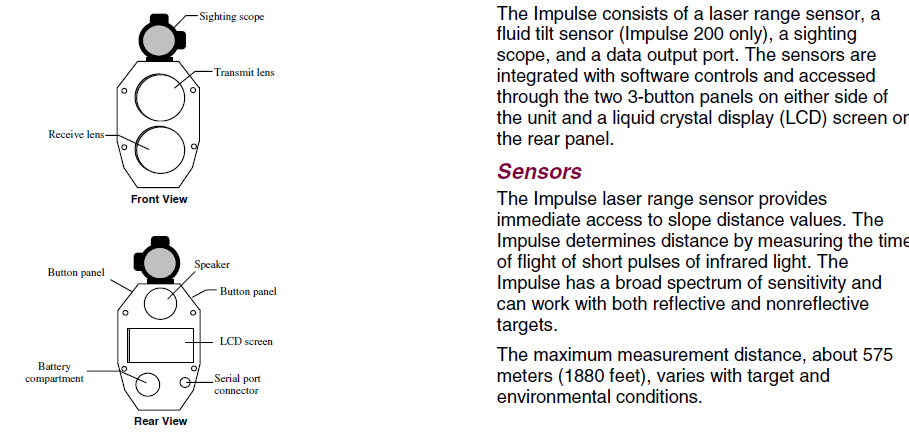 Sighting scope
Transmit lens
Receive lens
Front View
Speaker
Button panel
Button panel
LCD screen
Battery
compartment
Serial port
connector
Rear View
The Impulse consists of a laser range sensor, a
fluid tilt sensor (Impulse 200 only), a sighting
scope, and a data output port. The sensors are
integrated with software controls and accessed
through the two 3-button panels on either side of
the unit and a liquid crystal display (LCD) screen on
the rear panel.
Sensors
The Impulse laser range sensor provides
immediate access to slope distance values. The
Impulse determines distance by measuring the time
of flight of short pulses of infrared light. The
Impulse has a broad spectrum of sensitivity and
can work with both reflective and nonreflective
targets.
The maximum measurement distance, about 575
meters (1880 feet), varies with target and
environmental conditions.